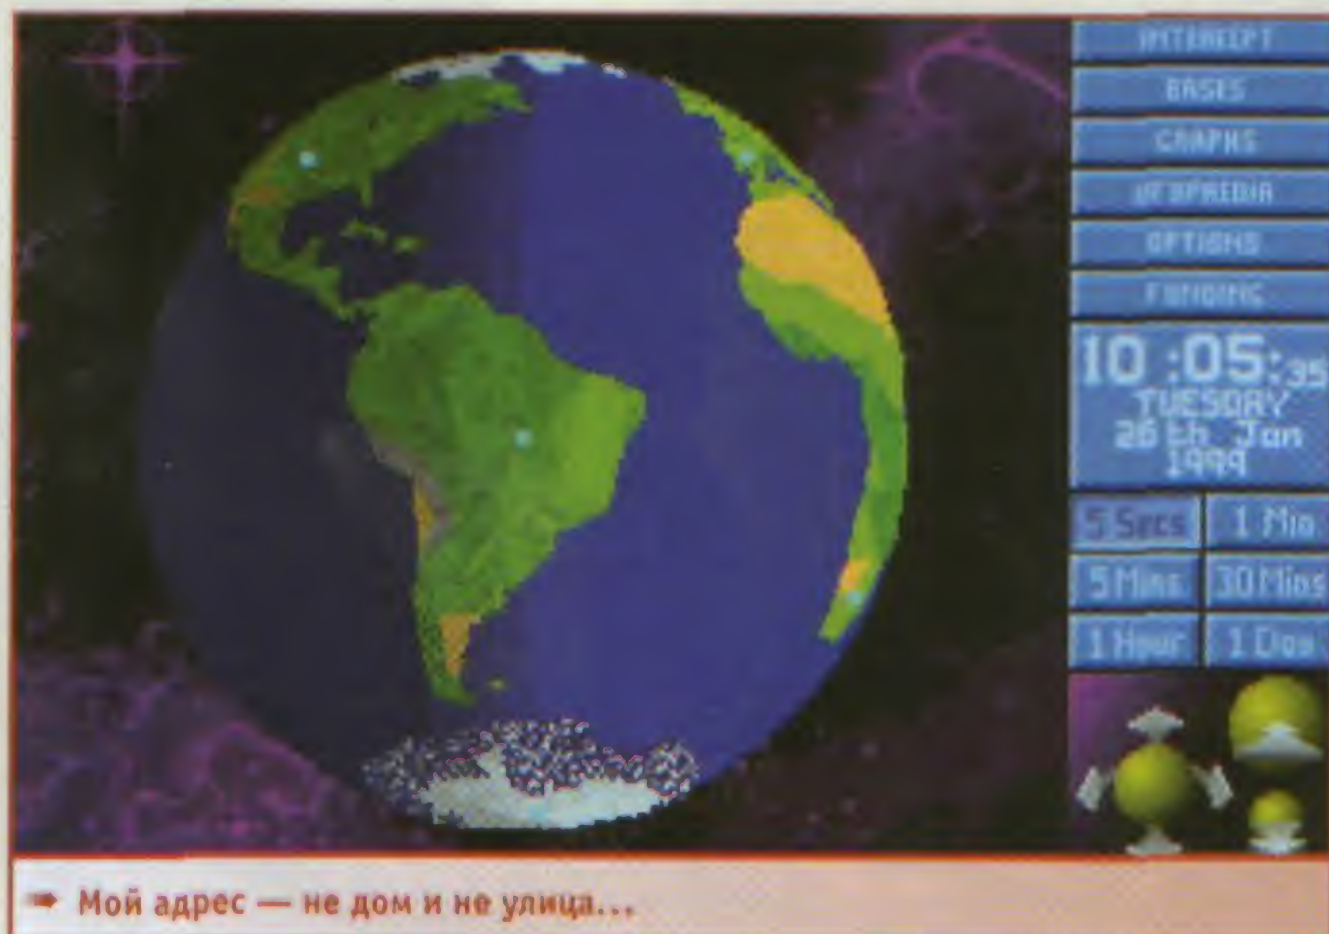 INTERCEPT
BASES
GRAPHS
UFOPAEDIA
OPTIONS
FUNDING
10:05:35
TUESDAY
26th Jan
1999
5 Secs 1 Min
5 Mins 30 Mins
1 Hour 1 Day
➡ Мой адрес — не дом и не улица...